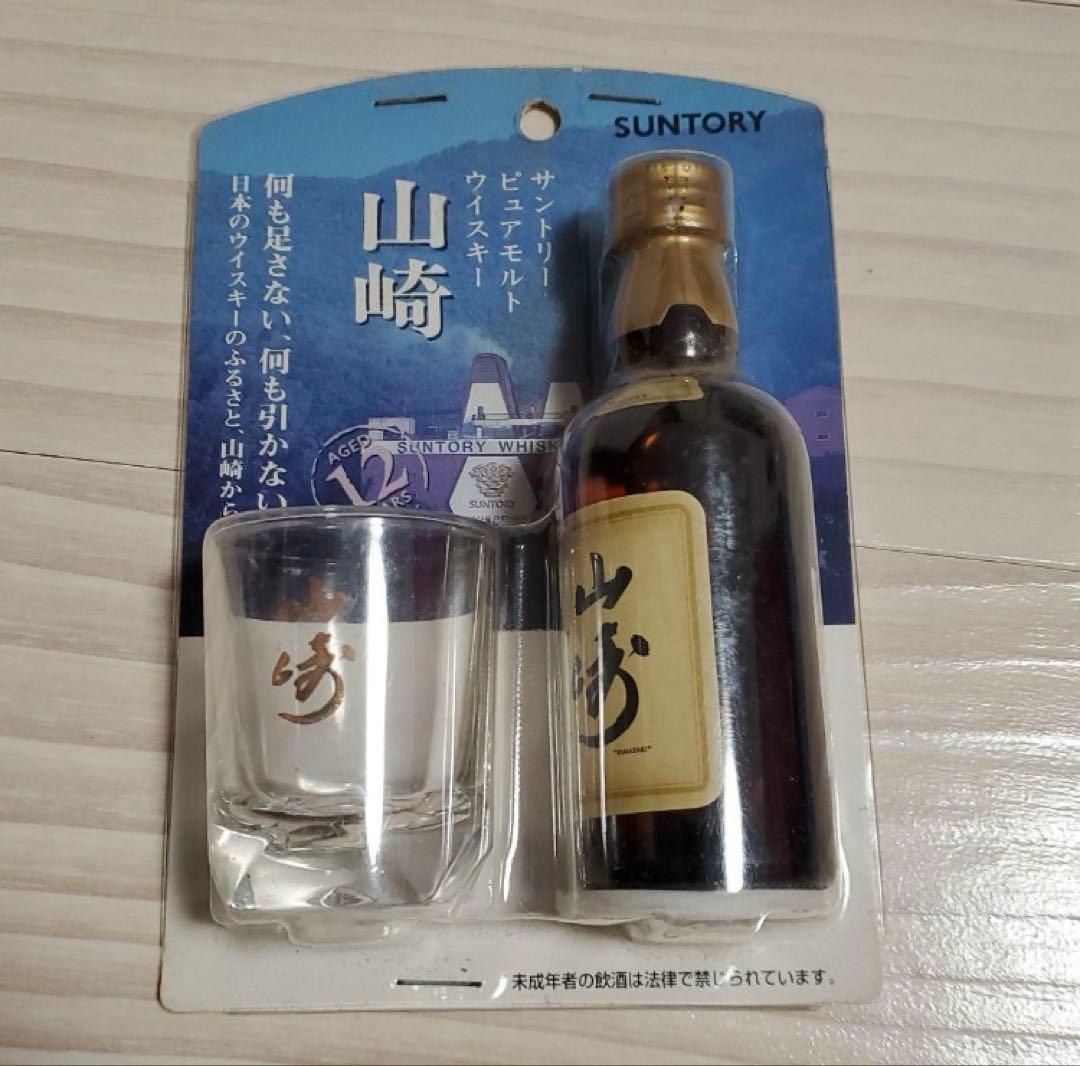 SUNTORY
サントリー
ピュアモルト
ウイスキー
山崎
何も足さない、何も引かない
日本のウイスキーのふるさと、山崎から
AGED
12
SUNTORY WHISK
SUNTORY
山崎
山崎
"YAMAZAKI"
未成年者の飲酒は法律で禁じられています。